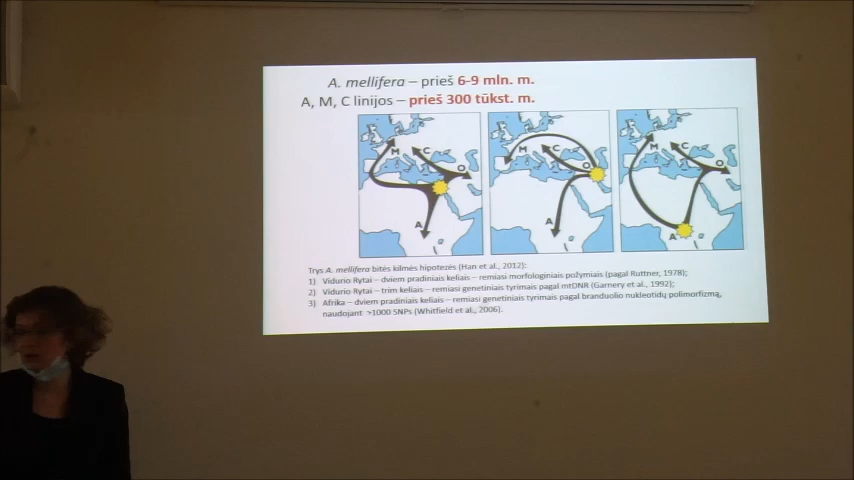 A. mellifera – prieš 6-9 mln. m.
A, M, C linijos – prieš 300 tūkst. m.
M C O A
M C O A
M C O A
Trys A. mellifera bitės kilmės hipotezės (Han et al., 2012):
1) Vidurio Rytai – dviem pradiniais keliais – remiasi morfologiniais požymiais (pagal Ruttner, 1978);
2) Vidurio Rytai – trim keliais – remiasi genetiniais tyrimais pagal mtDNR (Garnery et al., 1992);
3) Afrika – dviem pradiniais keliais – remiasi genetiniais tyrimais pagal branduolio nukleotidų polimorfizmą,
naudojant >1000 SNPs (Whitfield et al., 2006).